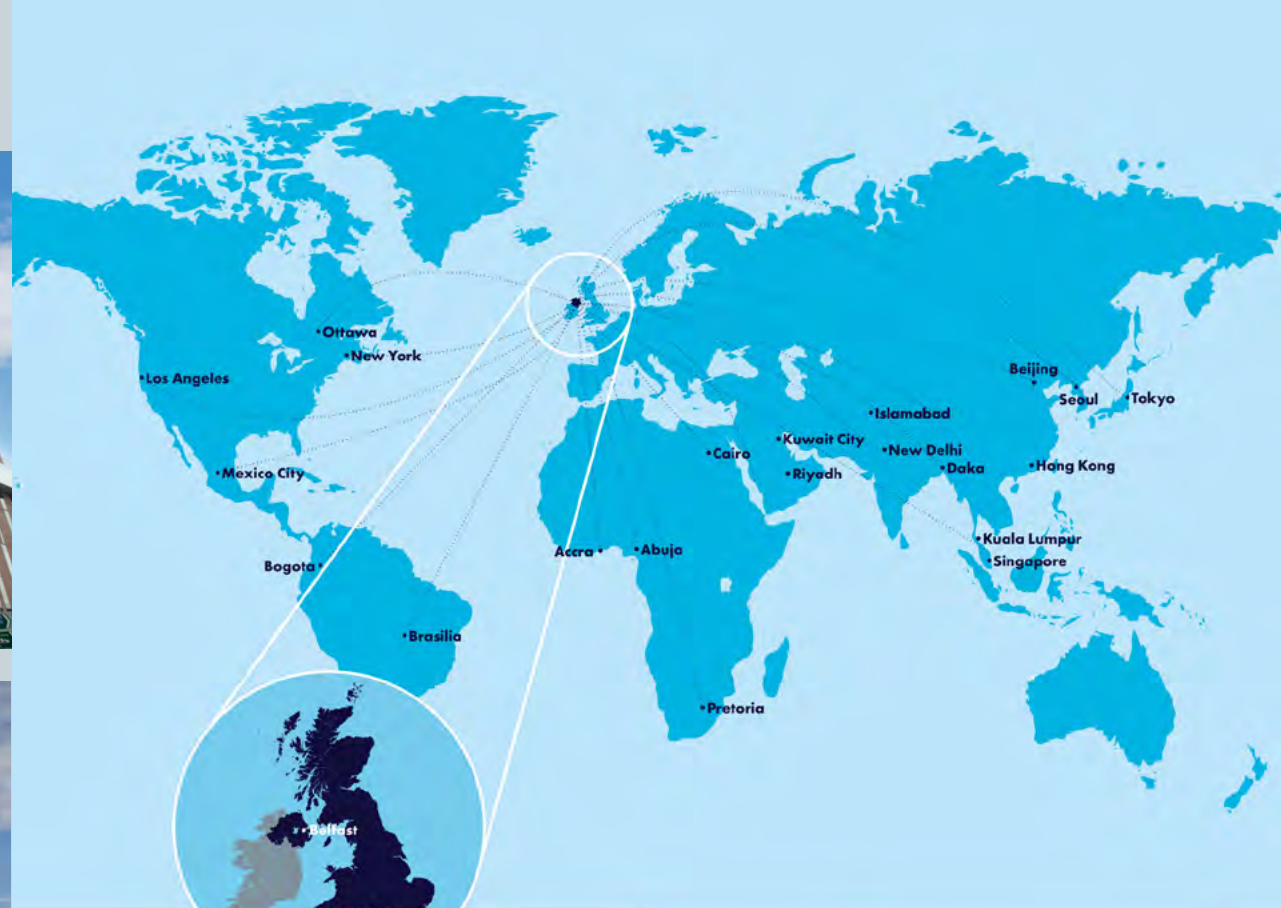 Ottawa
New York
Los Angeles
Beijing
Seoul
Tokyo
Islamabad
Kuwait City
New Delhi
Cairo
Daka
Hong Kong
Mexico City
Riyadh
Kuala Lumpur
Accra
Abuja
Singapore
Bogota
Brasilia
Pretoria
Belfast